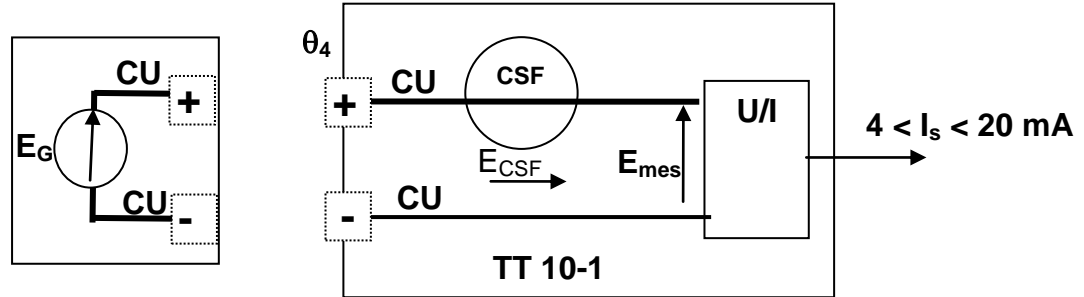 CU
+
E_G
CU
-
θ₄
+
CU
CSF
E_CSF
E_mes
U/I
4 < I_s < 20 mA
-
CU
TT 10-1